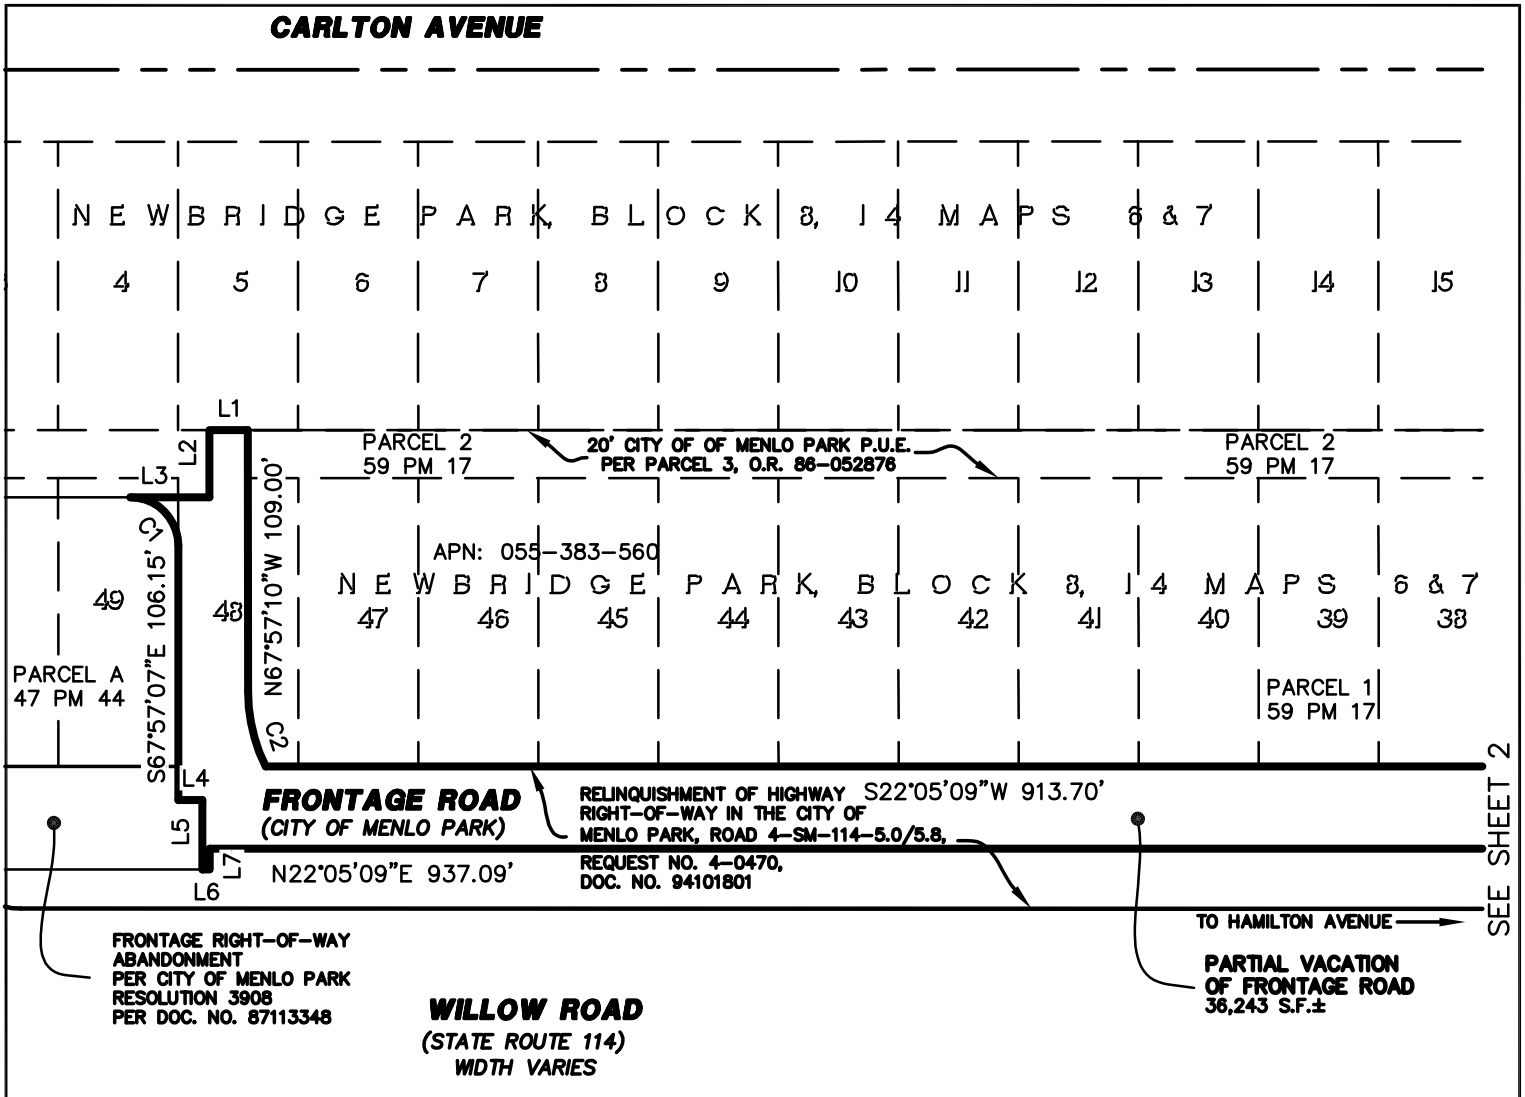 CARLTON AVENUE
NEWBRIDGE PARK, BLOCK 8, 14 MAPS 6 & 7
4 5 6 7 8 9 10 11 12 13 14 15
L1
L2
L3
PARCEL 2
59 PM 17
20' CITY OF OF MENLO PARK P.U.E.
PER PARCEL 3, O.R. 86-052876
PARCEL 2
59 PM 17
C1
S67°57'07"E 106.15'
N67°57'10"W 109.00'
C2
APN: 055-383-560
NEWBRIDGE PARK, BLOCK 8, 14 MAPS 6 & 7
49 48 47 46 45 44 43 42 41 40 39 38
PARCEL A
47 PM 44
PARCEL 1
59 PM 17
L4
L5
L6
L7
FRONTAGE ROAD
(CITY OF MENLO PARK)
N22°05'09"E 937.09'
RELINQUISHMENT OF HIGHWAY
RIGHT-OF-WAY IN THE CITY OF
MENLO PARK, ROAD 4-SM-114-5.0/5.8,
REQUEST NO. 4-0470,
DOC. NO. 94101801
S22°05'09"W 913.70'
SEE SHEET 2
TO HAMILTON AVENUE
FRONTAGE RIGHT-OF-WAY
ABANDONMENT
PER CITY OF MENLO PARK
RESOLUTION 3908
PER DOC. NO. 87113348
PARTIAL VACATION
OF FRONTAGE ROAD
36,243 S.F.±
WILLOW ROAD
(STATE ROUTE 114)
WIDTH VARIES